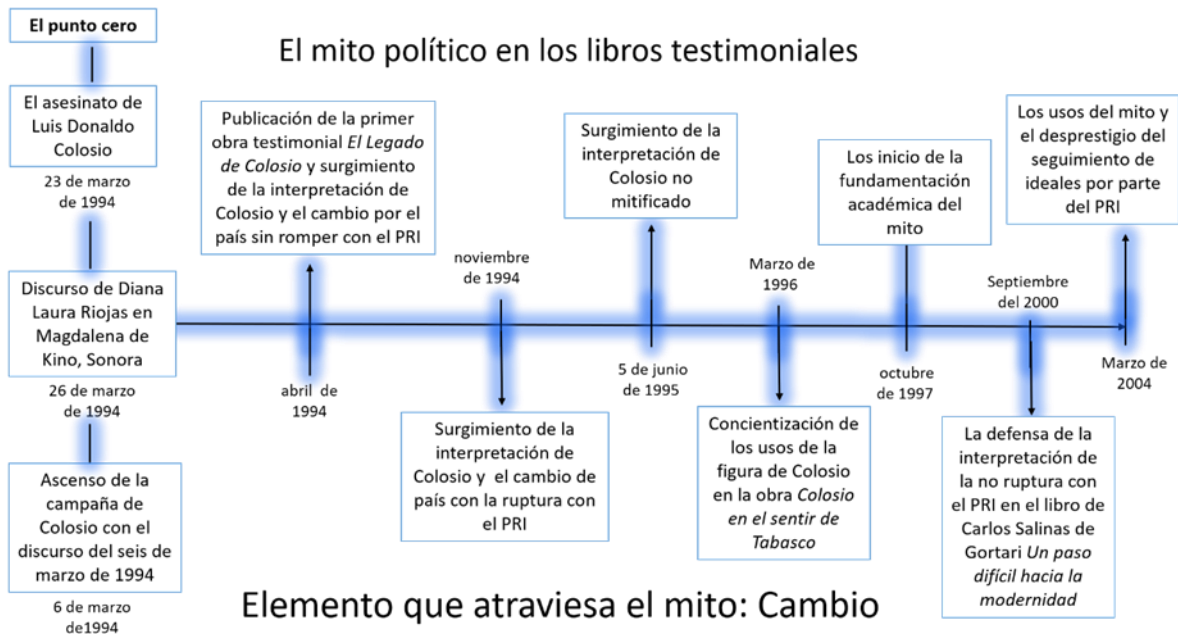 El punto cero
El mito político en los libros testimoniales
El asesinato de
Luis Donaldo
Colosio
23 de marzo
de 1994
Discurso de Diana
Laura Riojas en
Magdalena de
Kino, Sonora
26 de marzo
de 1994
Ascenso de la
campaña de
Colosio con el
discurso del seis de
marzo de 1994
6 de marzo
de1994
Publicación de la primer
obra testimonial El Legado
de Colosio y surgimiento
de la interpretación de
Colosio y el cambio por el
país sin romper con el PRI
abril de
1994
noviembre
de 1994
Surgimiento de la
interpretación de
Colosio y el cambio de
país con la ruptura con
el PRI
Surgimiento de la
interpretación de
Colosio no
mitificado
5 de junio
de 1995
Marzo de
1996
Concientización de
los usos de la
figura de Colosio
en la obra Colosio
en el sentir de
Tabasco
Los inicio de la
fundamentación
académica del
mito
octubre
de 1997
Septiembre
del 2000
La defensa de la
interpretación de
la no ruptura con
el PRI en el libro de
Carlos Salinas de
Gortari Un paso
difícil hacia la
modernidad
Los usos del mito y
el desprestigio del
seguimiento de
ideales por parte
del PRI
Marzo de
2004
Elemento que atraviesa el mito: Cambio